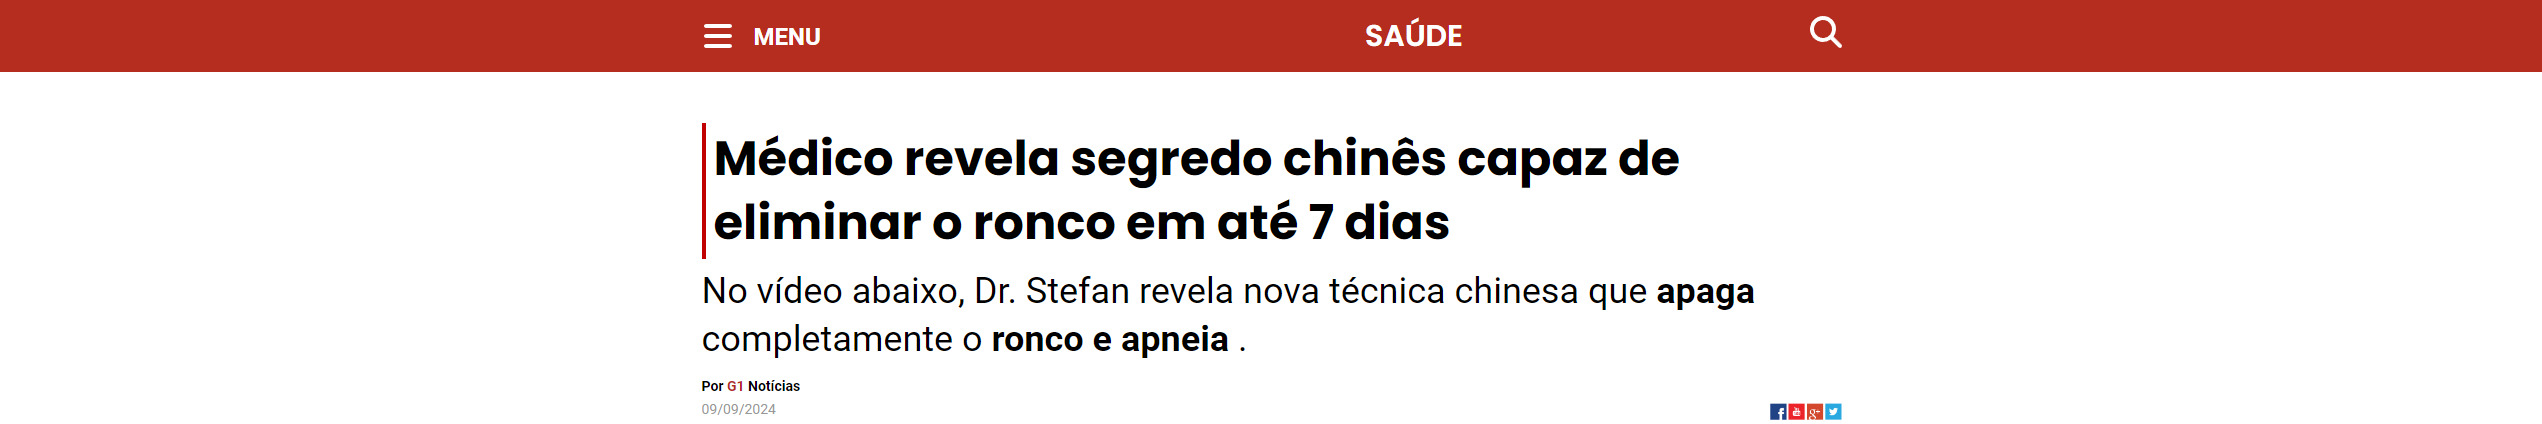 MENU
SAÚDE
Médico revela segredo chinês capaz de
eliminar o ronco em até 7 dias
No vídeo abaixo, Dr. Stefan revela nova técnica chinesa que apaga
completamente o ronco e apneia .
Por G1 Notícias
09/09/2024